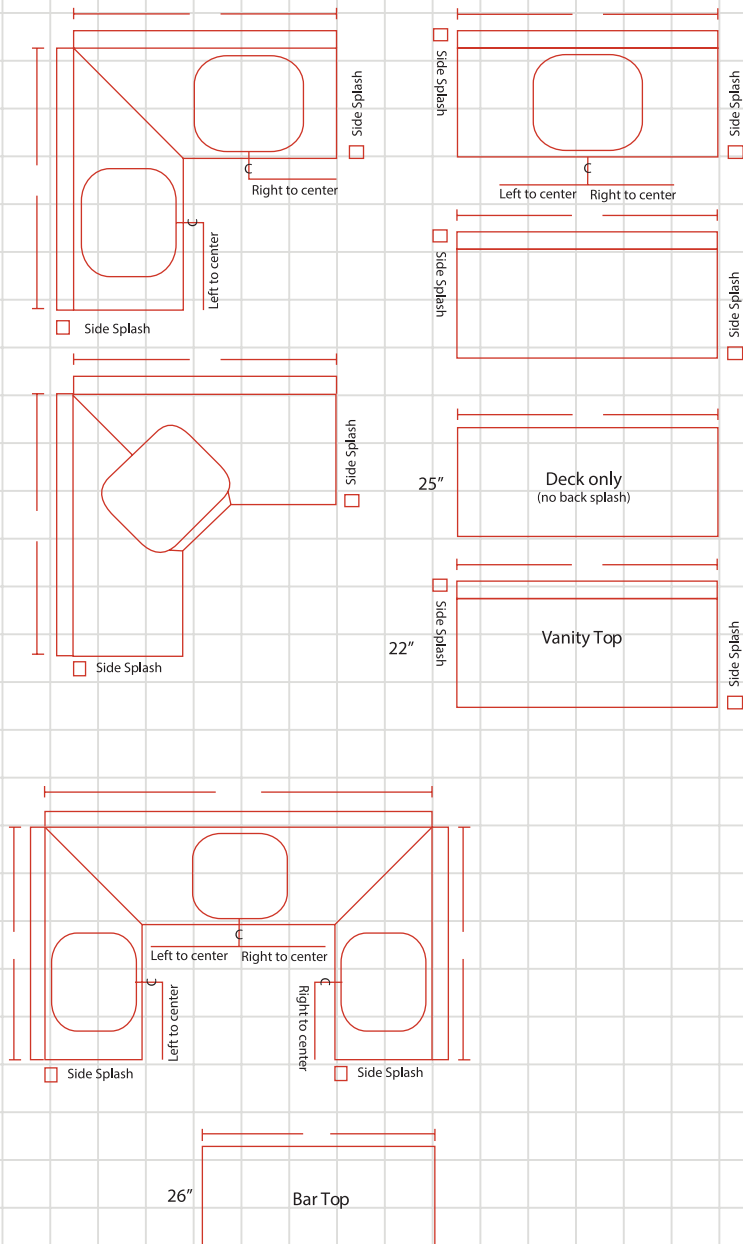 Side Splash
Side Splash
C
Right to center
C
Left to center
Side Splash
Side Splash
C
Left to center
Right to center
Side Splash
Side Splash
Side Splash
Side Splash
25”
Deck only
(no back splash)
22”
Side Splash
Vanity Top
Side Splash
C
Left to center
Right to center
C
Left to center
C
Right to center
Side Splash
Side Splash
26”
Bar Top